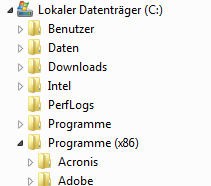 Lokaler Datenträger (C:)
Benutzer
Daten
Downloads
Intel
PerfLogs
Programme
Programme (x86)
Acronis
Adobe